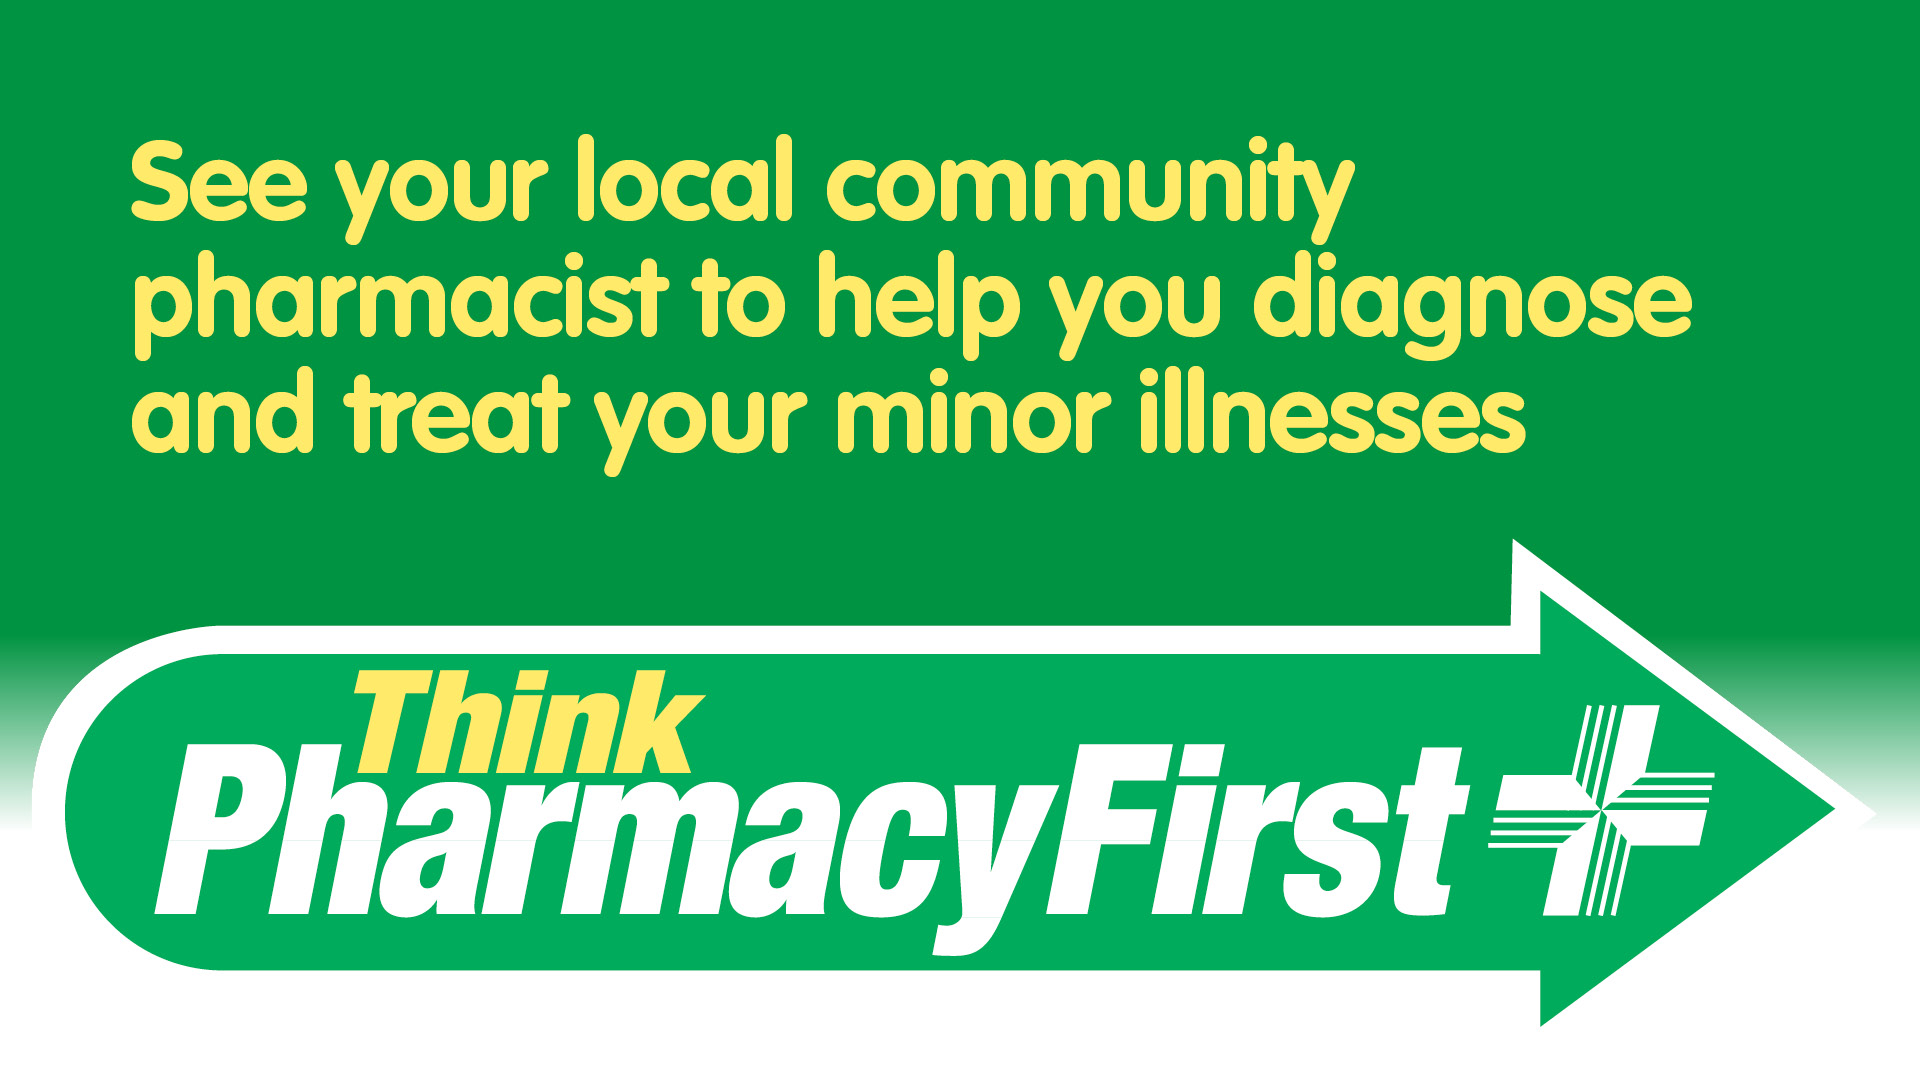 See your local community
pharmacist to help you diagnose
and treat your minor illnesses
Think
PharmacyFirst